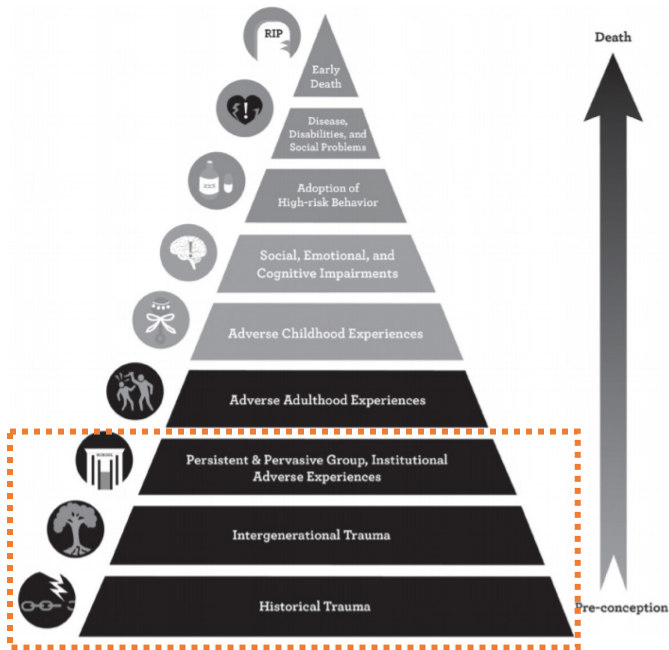 RIP
Death
Early
Death
Disease,
Disabilities, and
Social Problems
Adoption of
High-risk Behavior
Social, Emotional, and
Cognitive Impairments
Adverse Childhood Experiences
Adverse Adulthood Experiences
Persistent & Pervasive Group, Institutional
Adverse Experiences
Intergenerational Trauma
Historical Trauma
Pre-conception